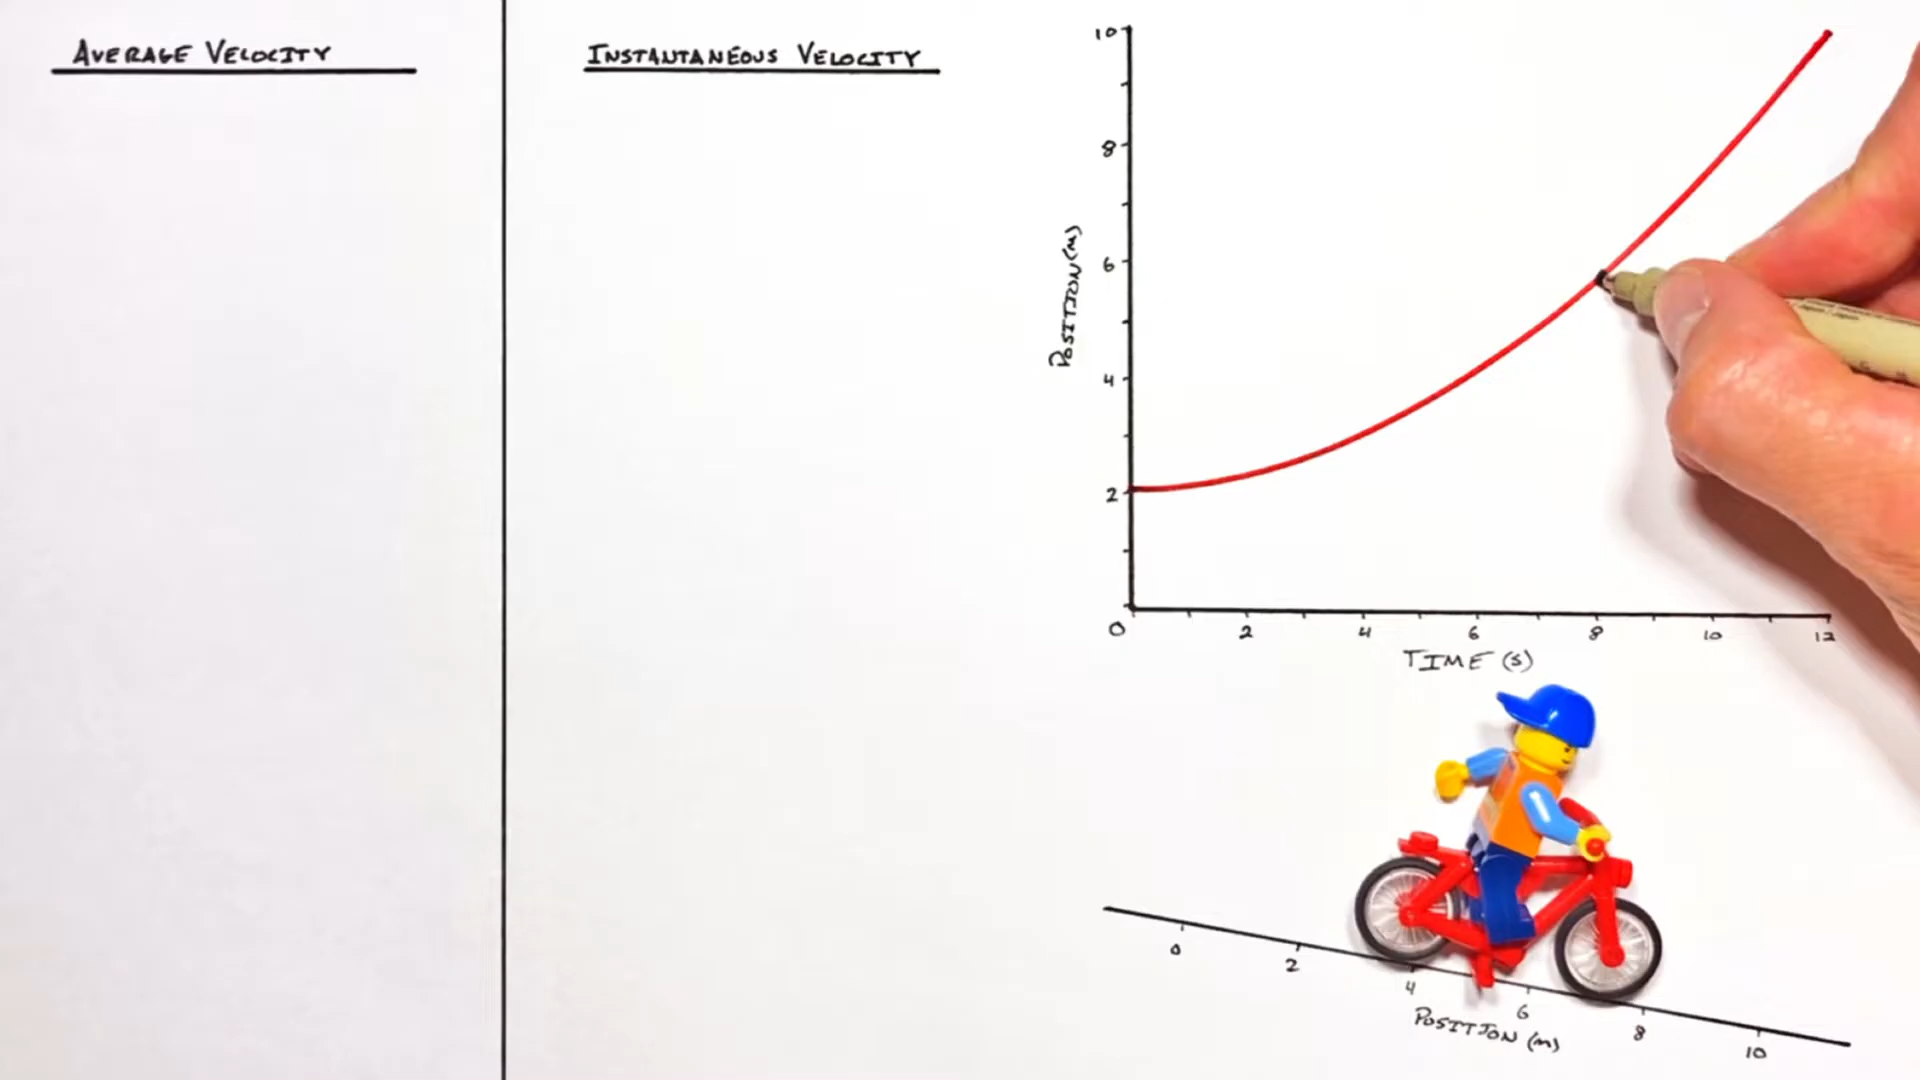 AVERAGE VELOCITY
INSTANTANEOUS VELOCITY
10
8
6
4
2
POSITION (M)
0 2 4 6 8 10 12
TIME (S)
0 2 4 6 8 10
POSITION (m)